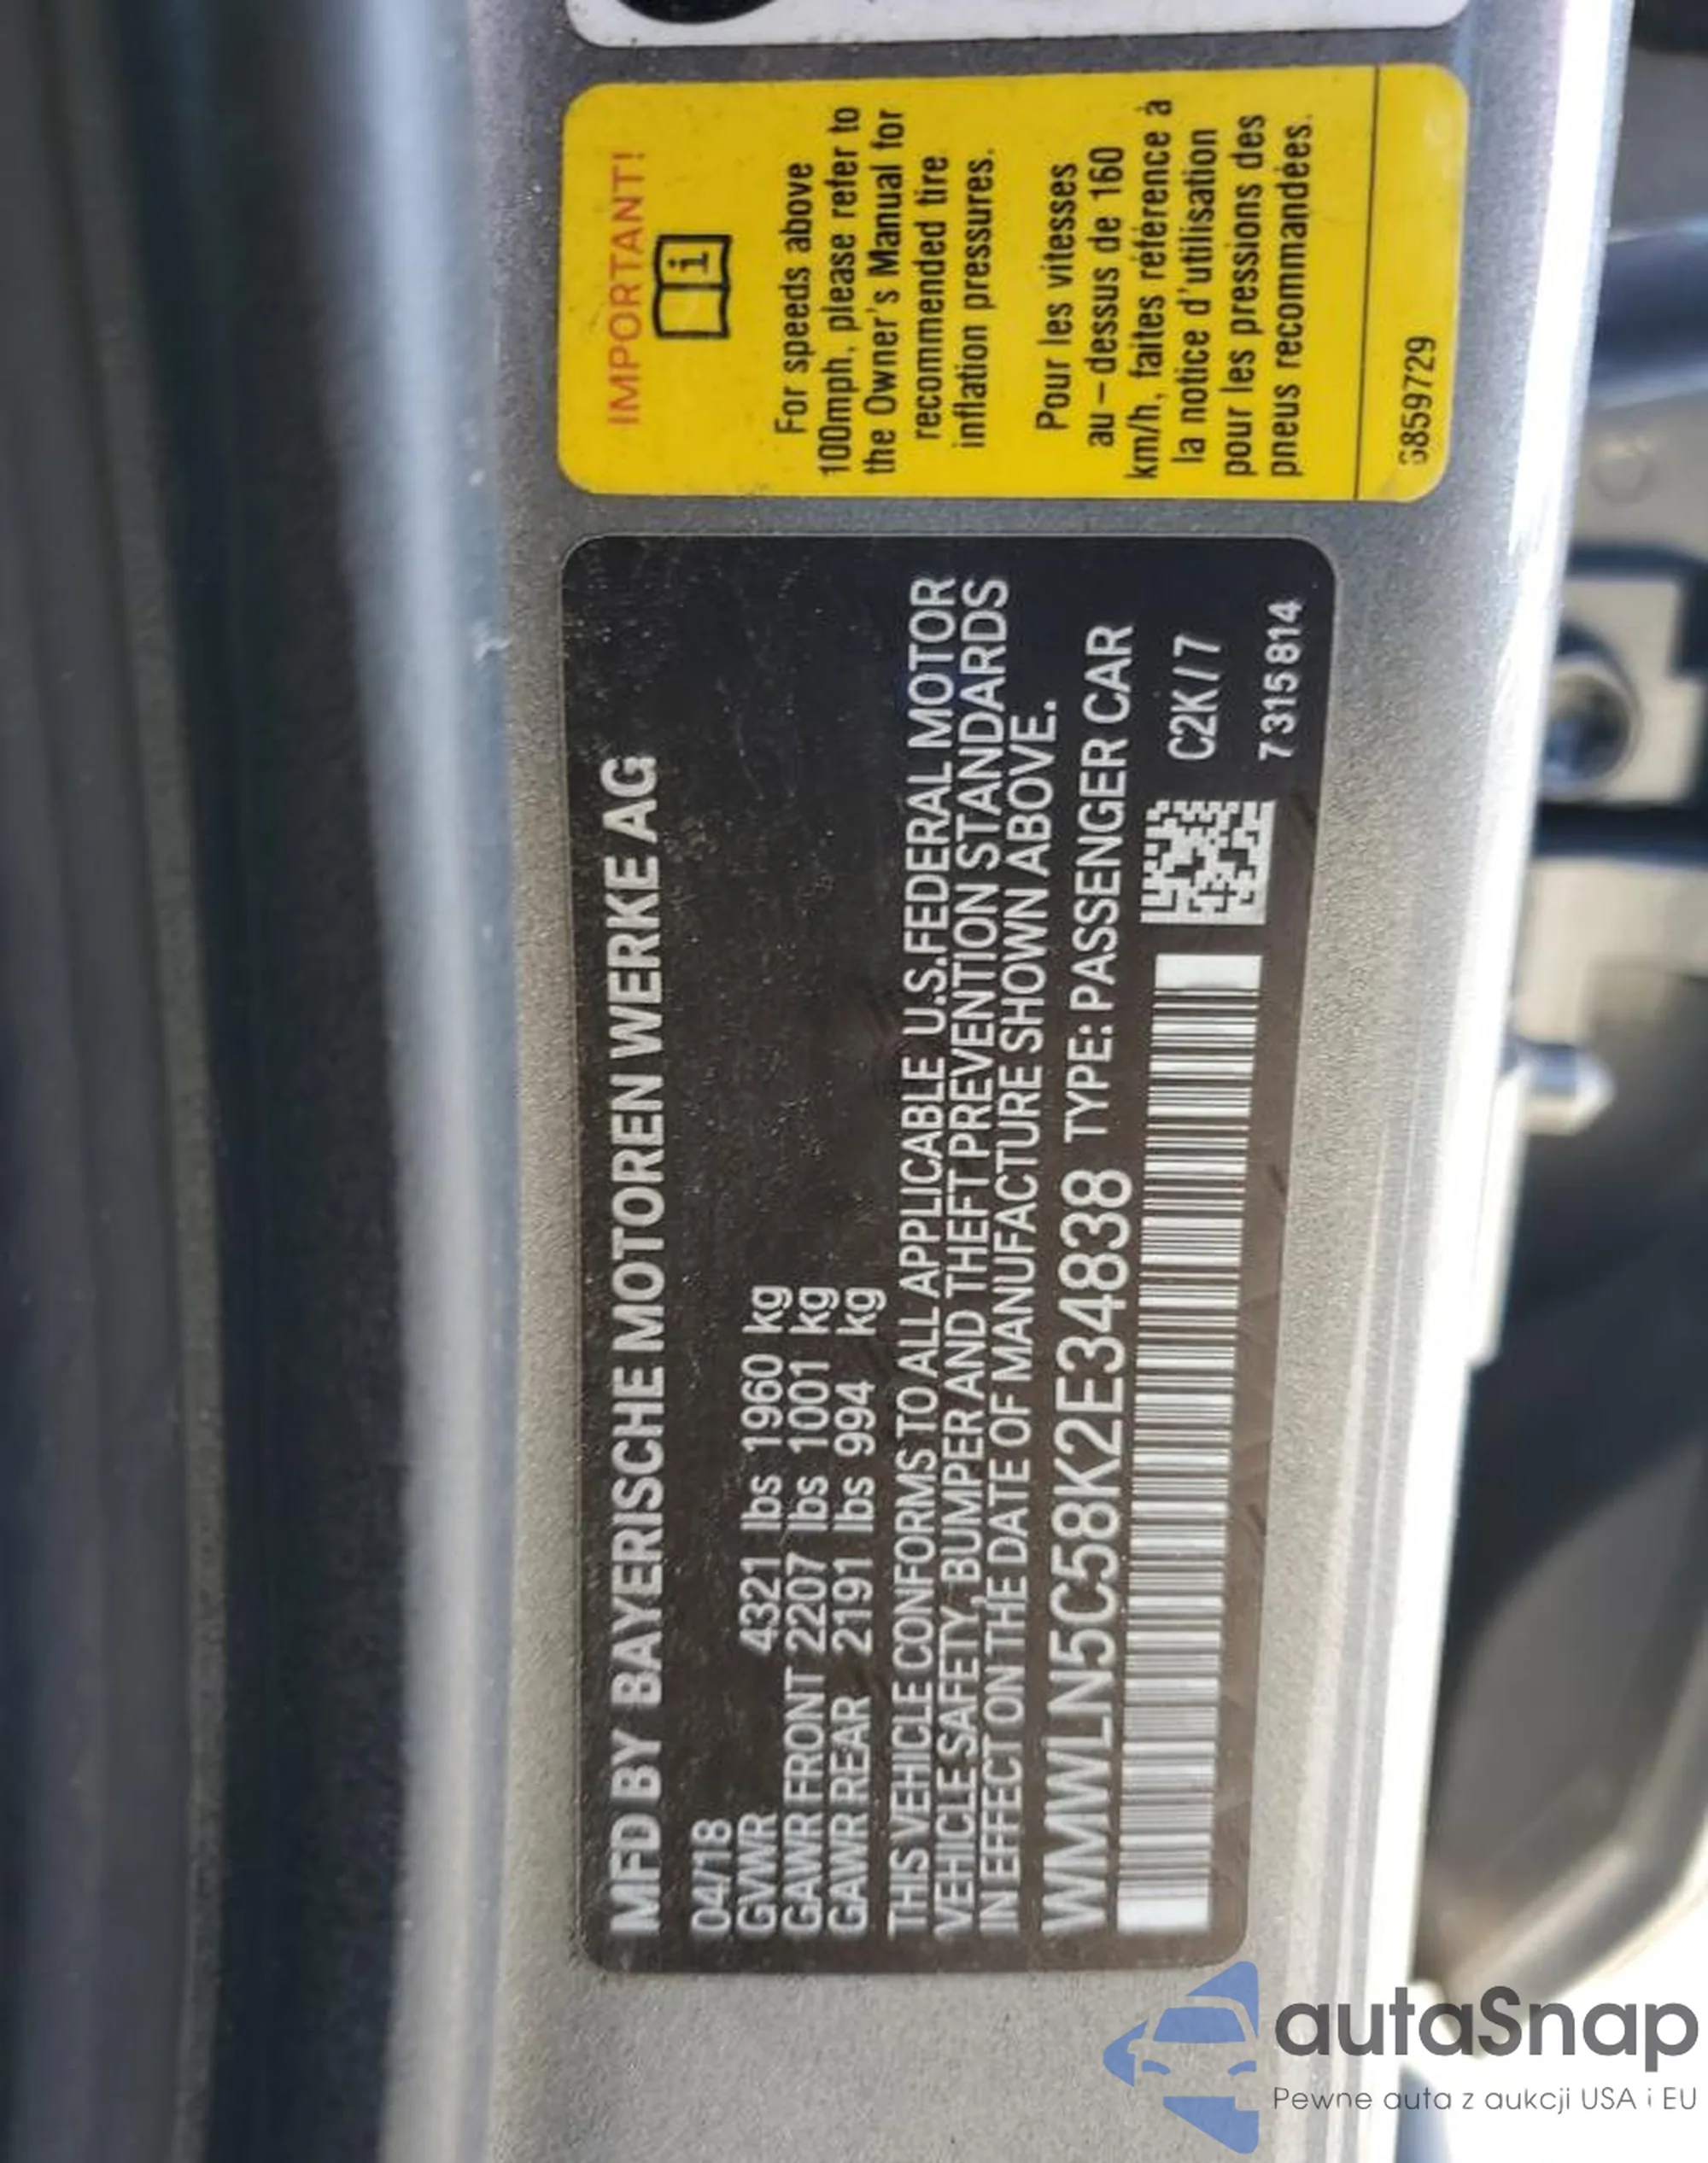 IMPORTANT!
i
For speeds above
100mph, please refer to
the Owner's Manual for
recommended tire
inflation pressures.
Pour les vitesses
au-dessus de 160
km/h, faites référence à
la notice d'utilisation
pour les pressions des
pneus recommandées.
6859729
MFD BY BAYERISCHE MOTOREN WERKE AG
04/18
GVWR 4321 lbs 1960 kg
GAWR FRONT 2207 lbs 1001 kg
GAWR REAR 2191 lbs 994 kg
THIS VEHICLE CONFORMS TO ALL APPLICABLE U.S.FEDERAL MOTOR
VEHICLE SAFETY, BUMPER AND THEFT PREVENTION STANDARDS
IN EFFECT ON THE DATE OF MANUFACTURE SHOWN ABOVE.
WMWLN5C58K2E34838 TYPE: PASSENGER CAR
C2K/7
7315814
autaSnap
Pewne auta z aukcji USA i EU